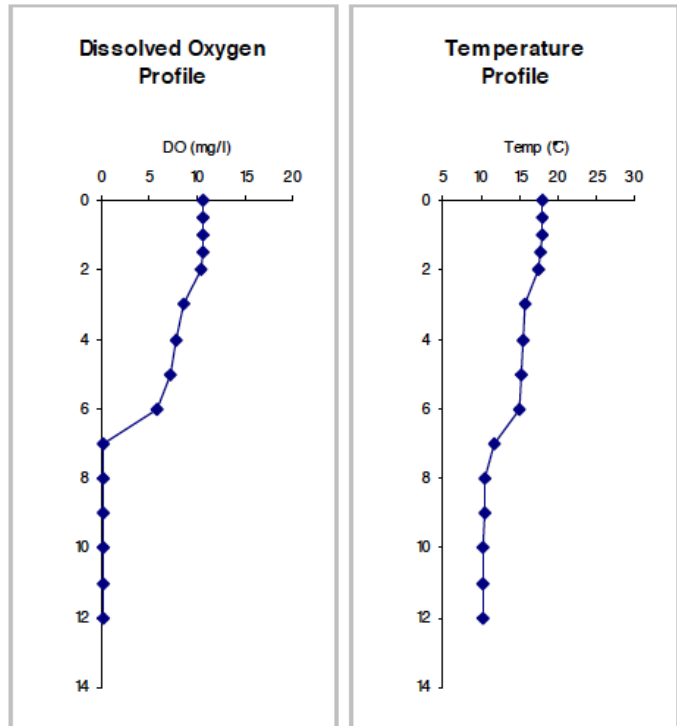 Dissolved Oxygen
Profile
DO (mg/l)
0 5 10 15 20
0
2
4
6
8
10
12
14
Temperature
Profile
Temp (℃)
5 10 15 20 25 30
0
2
4
6
8
10
12
14